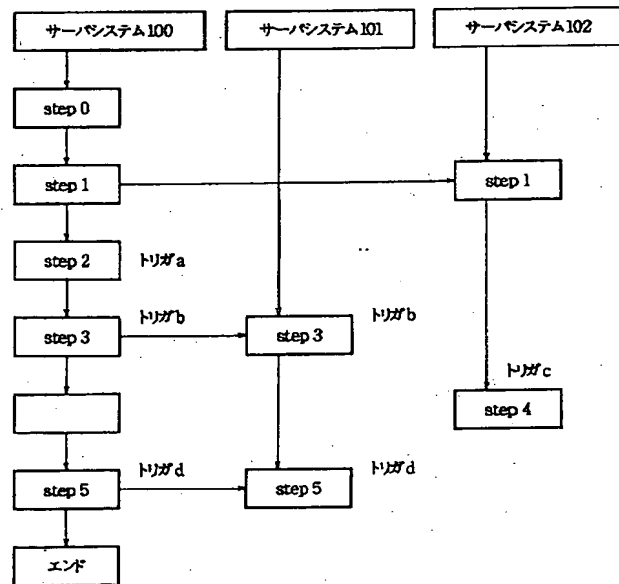 サーバシステム100
サーバシステム101
サーバシステム102
step 0
step 1
step 1
step 2
トリガa
step 3
トリガb
step 3
トリガb
トリガc
step 4
step 5
トリガd
step 5
トリガd
エンド